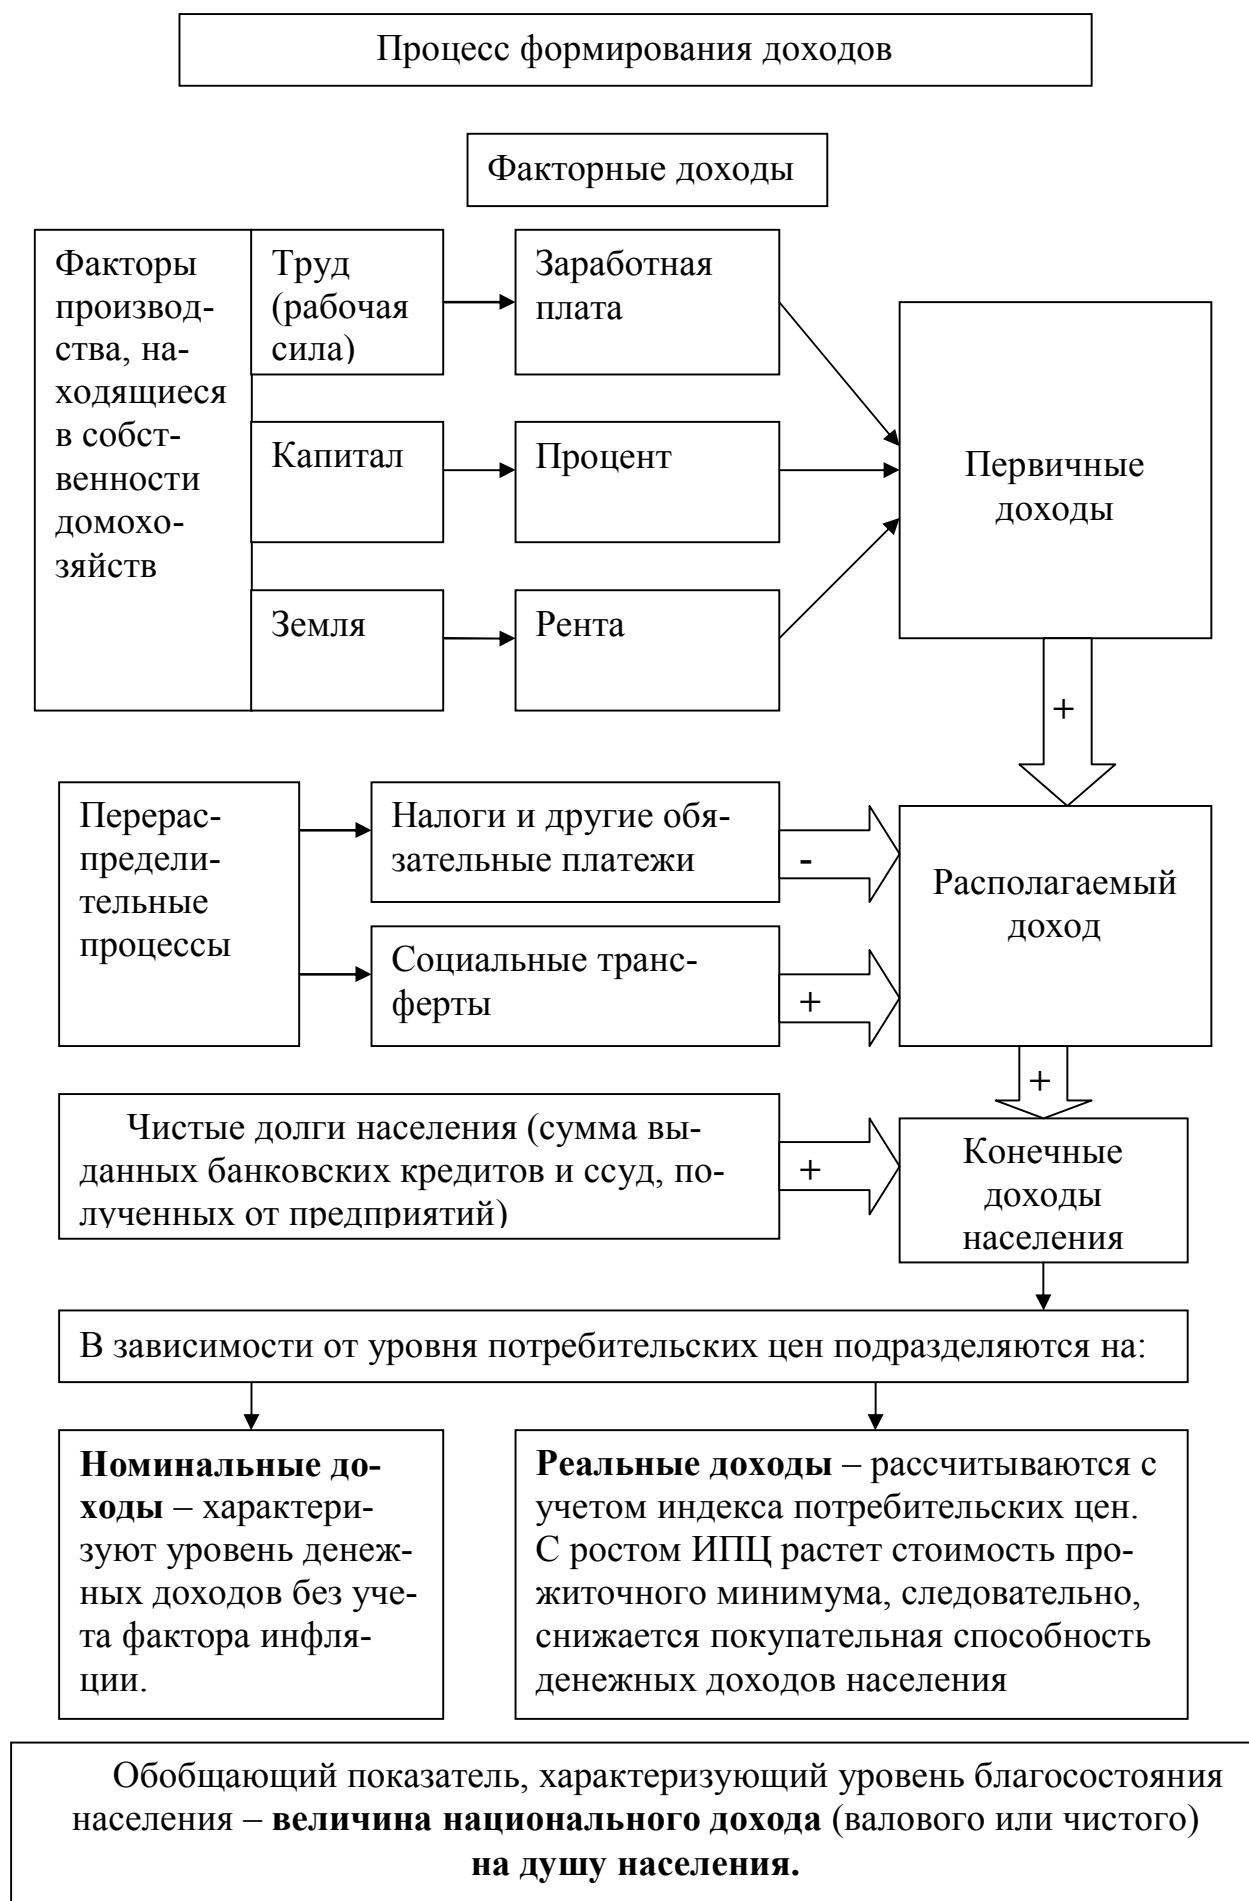 Процесс формирования доходов
Факторные доходы
Факторы
производ-
ства, на-
ходящиеся
в собст-
венности
домохо-
зяйств
Труд
(рабочая
сила)
Заработная
плата
Капитал
Процент
Земля
Рента
Первичные
доходы
+
Перерас-
предели-
тельные
процессы
Налоги и другие обя-
зательные платежи
-
Социальные транс-
ферты
+
Располагаемый
доход
+
Чистые долги населения (сумма вы-
данных банковских кредитов и ссуд, по-
лученных от предприятий)
+
Конечные
доходы
населения
В зависимости от уровня потребительских цен подразделяются на:
Номинальные до-
ходы – характери-
зуют уровень денеж-
ных доходов без уче-
та фактора инфля-
ции.
Реальные доходы – рассчитываются с
учетом индекса потребительских цен.
С ростом ИПЦ растет стоимость про-
житочного минимума, следовательно,
снижается покупательная способность
денежных доходов населения
Обобщающий показатель, характеризующий уровень благосостояния
населения – величина национального дохода (валового или чистого)
на душу населения.